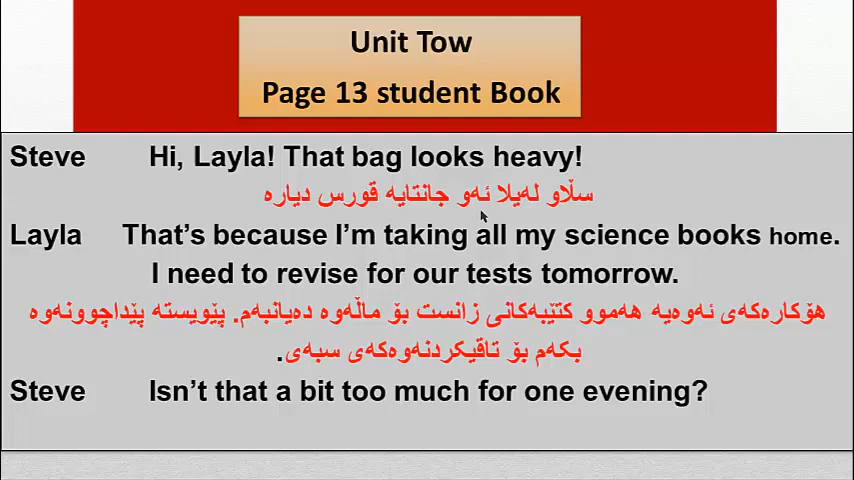 Unit Tow
Page 13 student Book
Steve Hi, Layla! That bag looks heavy!
سڵاو لەیلا ئەو جانتایە قورس دیارە
Layla That's because I'm taking all my science books home.
I need to revise for our tests tomorrow.
هۆکارەکەی ئەوەیە هەموو کتێبەکانی زانست بۆ ماڵەوە دەیانبەم. پێویستە پێداچوونەوە
بکەم بۆ تاقیکردنەوەکەی سبەی.
Steve Isn't that a bit too much for one evening?